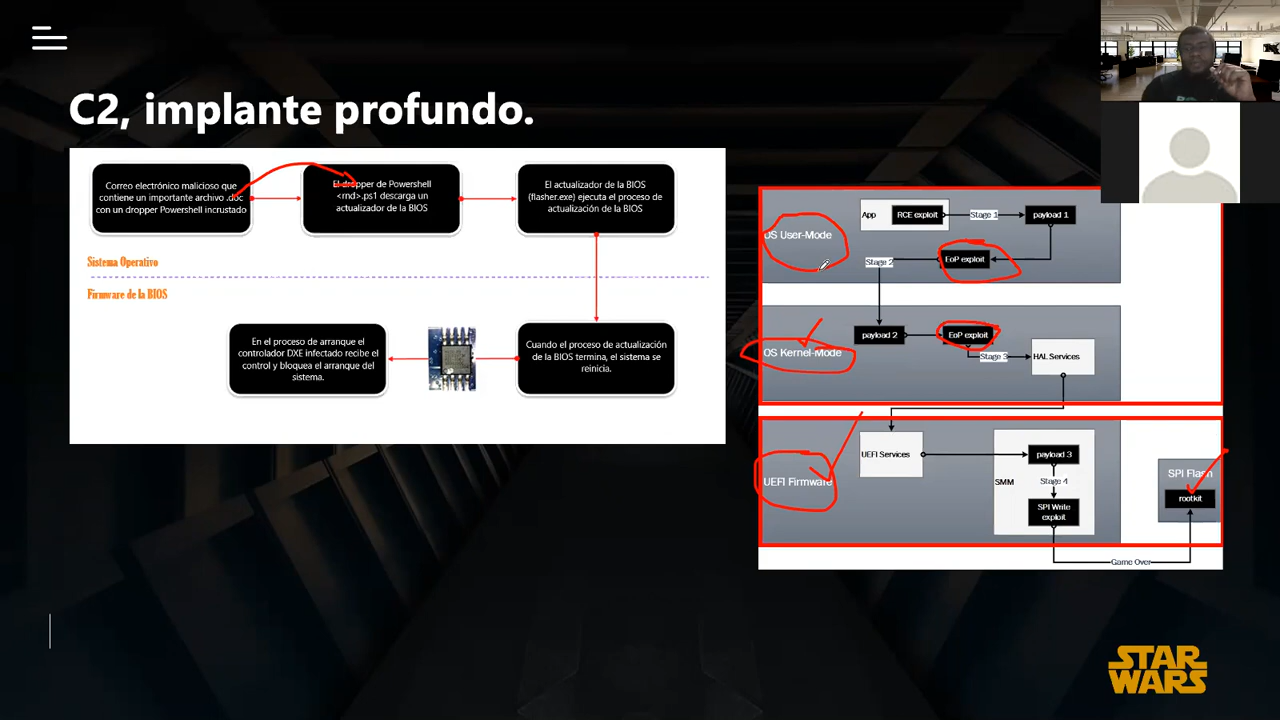 C2, implante profundo.
Correo electrónico malicioso que
contiene un importante archivo .doc
con un dropper Powershell incrustado
El dropper de Powershell
<rnd>.ps1 descarga un
actualizador de la BIOS
El actualizador de la BIOS
(flasher.exe) ejecuta el proceso de
actualización de la BIOS
Sistema Operativo
Firmware de la BIOS
En el proceso de arranque el
controlador DXE infectado recibe el
control y bloquea el arranque del
sistema.
Cuando el proceso de actualización
de la BIOS termina, el sistema se
reinicia.
OS User-Mode
App
RCE exploit
Stage 1
payload 1
Stage 2
EoP exploit
OS Kernel-Mode
payload 2
EoP exploit
Stage 3
HAL Services
UEFI Firmware
UEFI Services
SMM
payload 3
Stage 4
SPI Write
exploit
SPI Flash
rootkit
Game Over
STAR
WARS